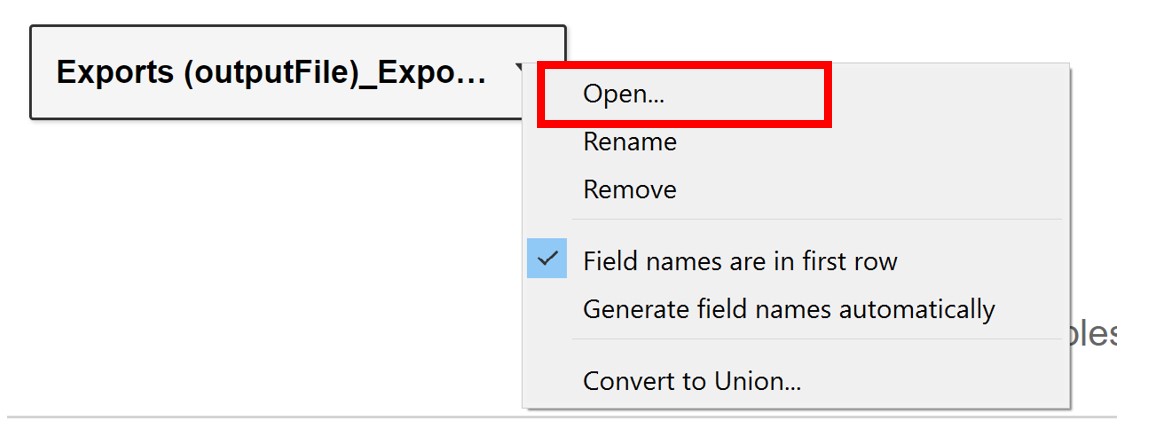 Exports (outputFile)_Expo...
Open...
Rename
Remove
Field names are in first row
Generate field names automatically
Convert to Union...